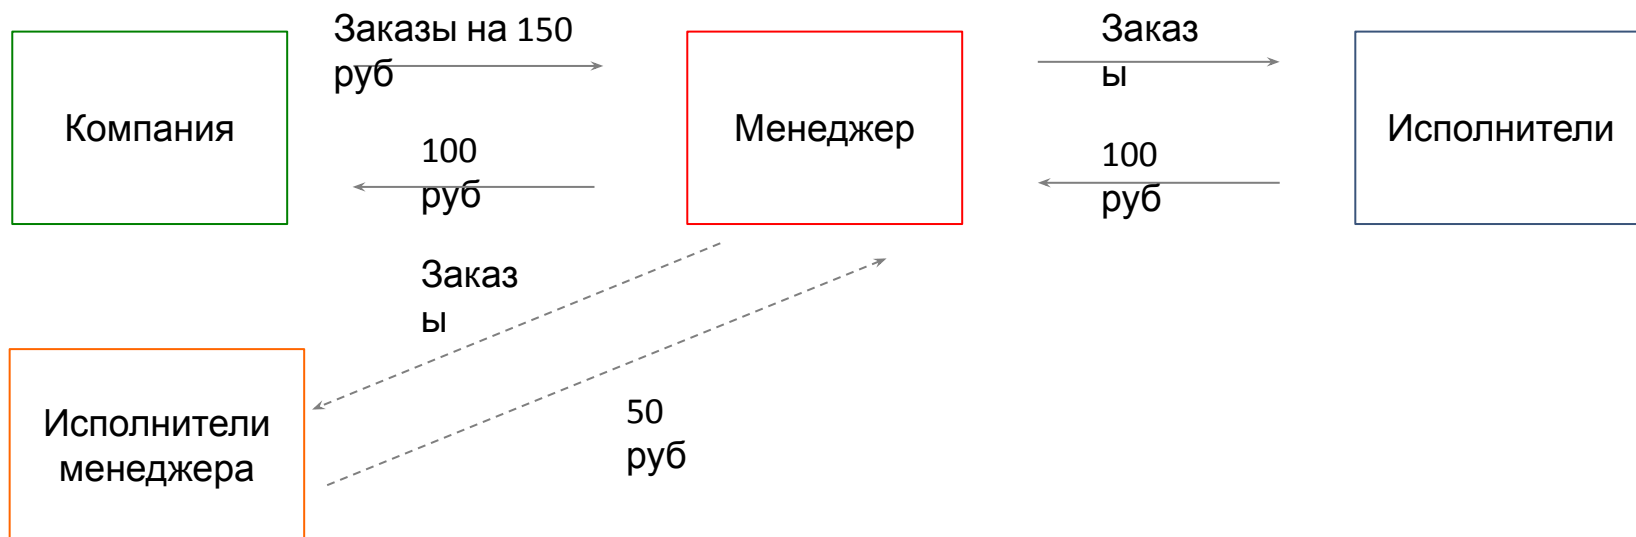 Заказы на 150
руб
Заказ
ы
Компания
Менеджер
Исполнители
100
руб
100
руб
Заказ
ы
50
руб
Исполнители
менеджера